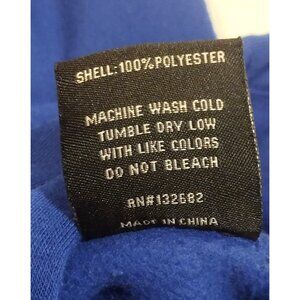 SHELL:100%POLYESTER
MACHINE WASH COLD
TUMBLE DRY LOW
WITH LIKE COLORS
DO NOT BLEACH
RN#132682
MADE IN CHINA